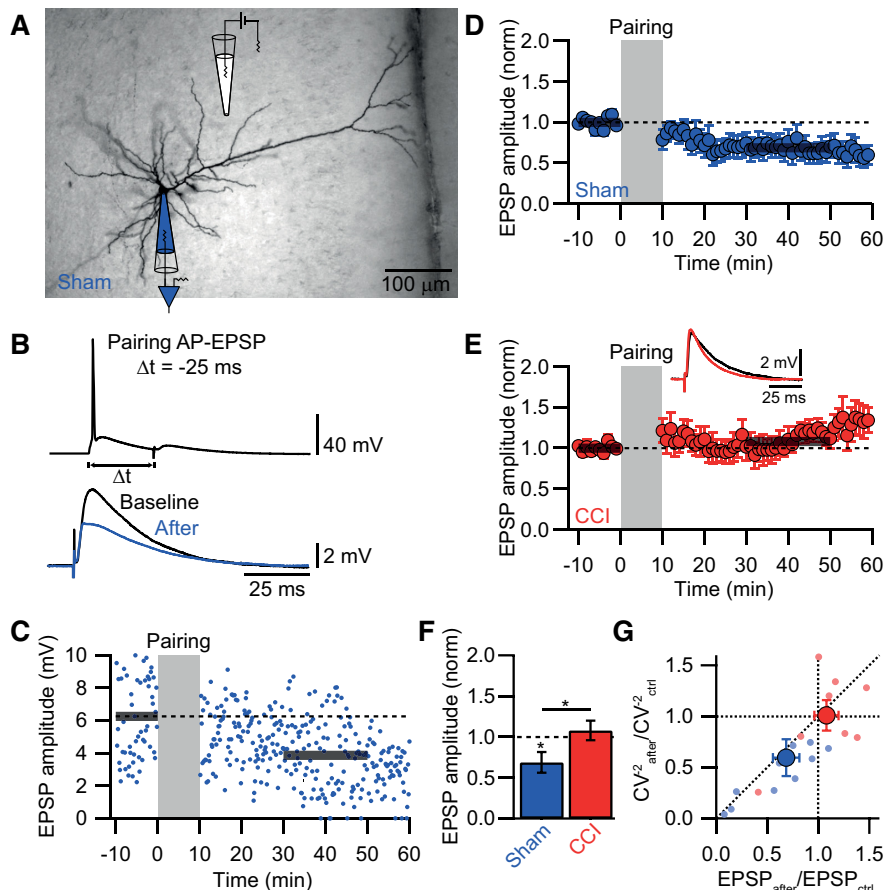 A
Sham
100 μm
B
Pairing AP-EPSP
Δt = -25 ms
40 mV
Δt
Baseline
After
2 mV
25 ms
C
Pairing
EPSP amplitude (mV)
10
8
6
4
2
0
-10 0 10 20 30 40 50 60
Time (min)
D
Pairing
EPSP amplitude (norm)
2.0
1.5
1.0
0.5
0.0
Sham
-10 0 10 20 30 40 50 60
Time (min)
E
Pairing
2 mV
25 ms
EPSP amplitude (norm)
2.0
1.5
1.0
0.5
0.0
CCI
-10 0 10 20 30 40 50 60
Time (min)
F
EPSP amplitude (norm)
2.0
1.5
1.0
0.5
0.0
*
*
Sham
CCI
G
CV⁻²after/CV⁻²ctrl
1.5
1.0
0.5
0.0
0.0 0.5 1.0 1.5
EPSPafter/EPSPctrl